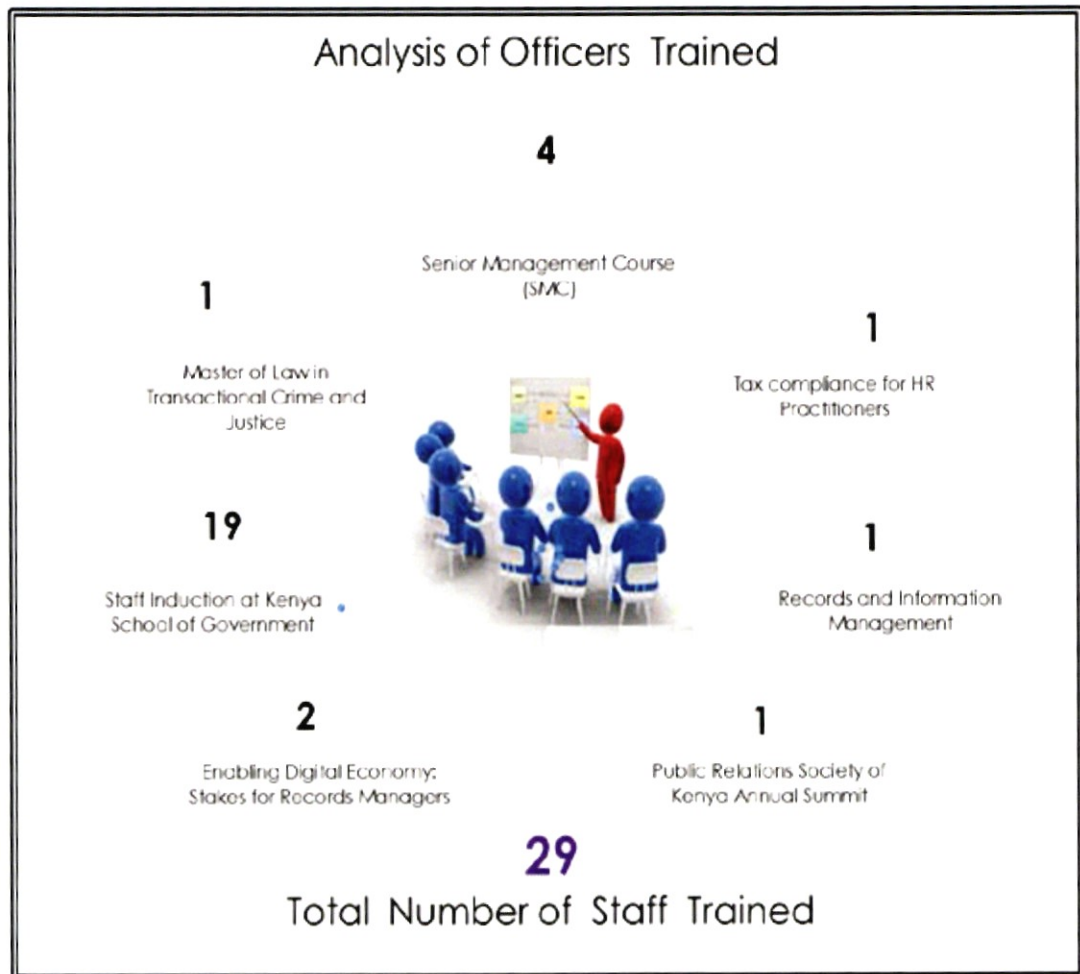 Analysis of Officers Trained
4
Senior Management Course
(SMC)
1
Master of Law in
Transactional Crime and
Justice
1
Tax compliance for HR
Practitioners
19
Staff Induction at Kenya
School of Government
1
Records and Information
Management
2
Enabling Digital Economy:
Stakes for Records Managers
1
Public Relations Society of
Kenya Annual Summit
29
Total Number of Staff Trained